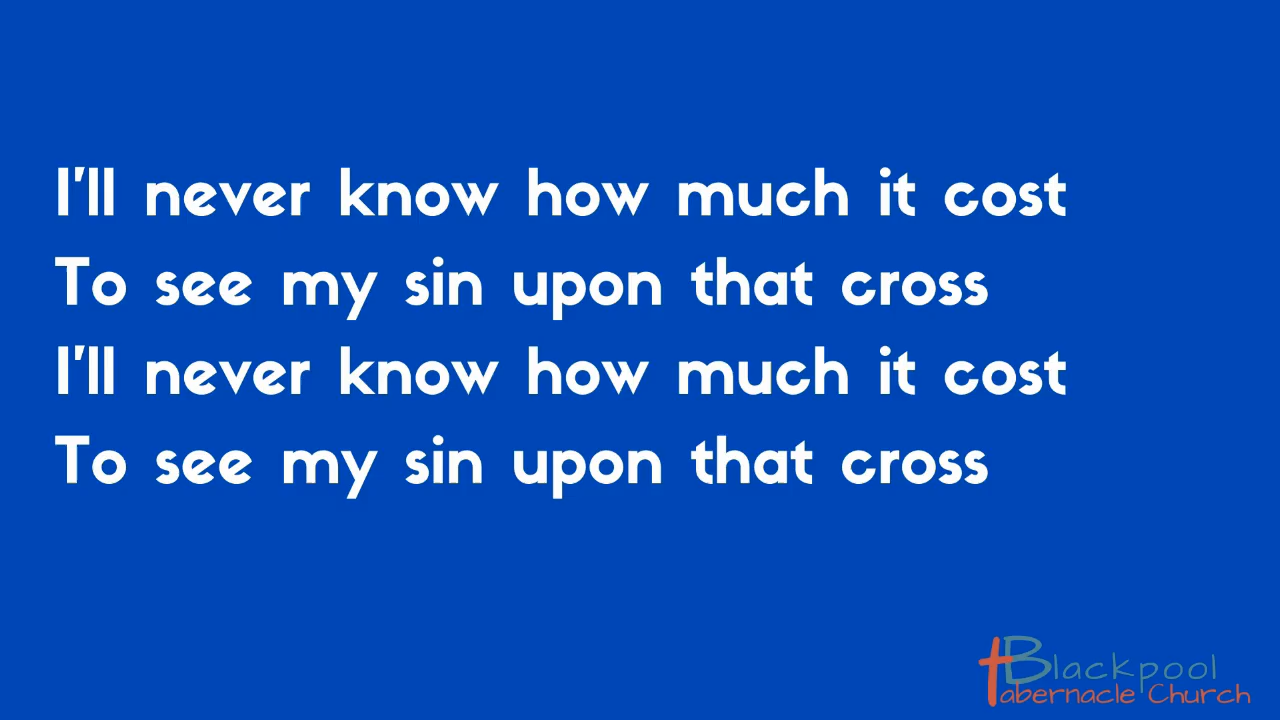 I'll never know how much it cost
To see my sin upon that cross
I'll never know how much it cost
To see my sin upon that cross
Blackpool
Tabernacle Church